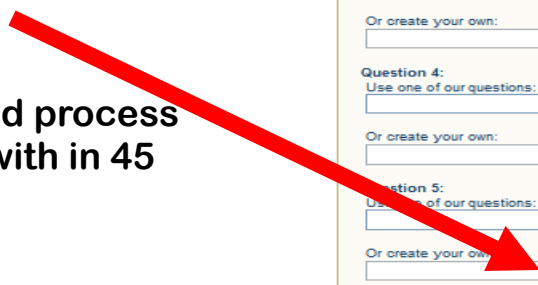 d process
with in 45
Or create your own:
Question 4:
Use one of our questions:
Or create your own:
stion 5:
of our questions:
Or create your